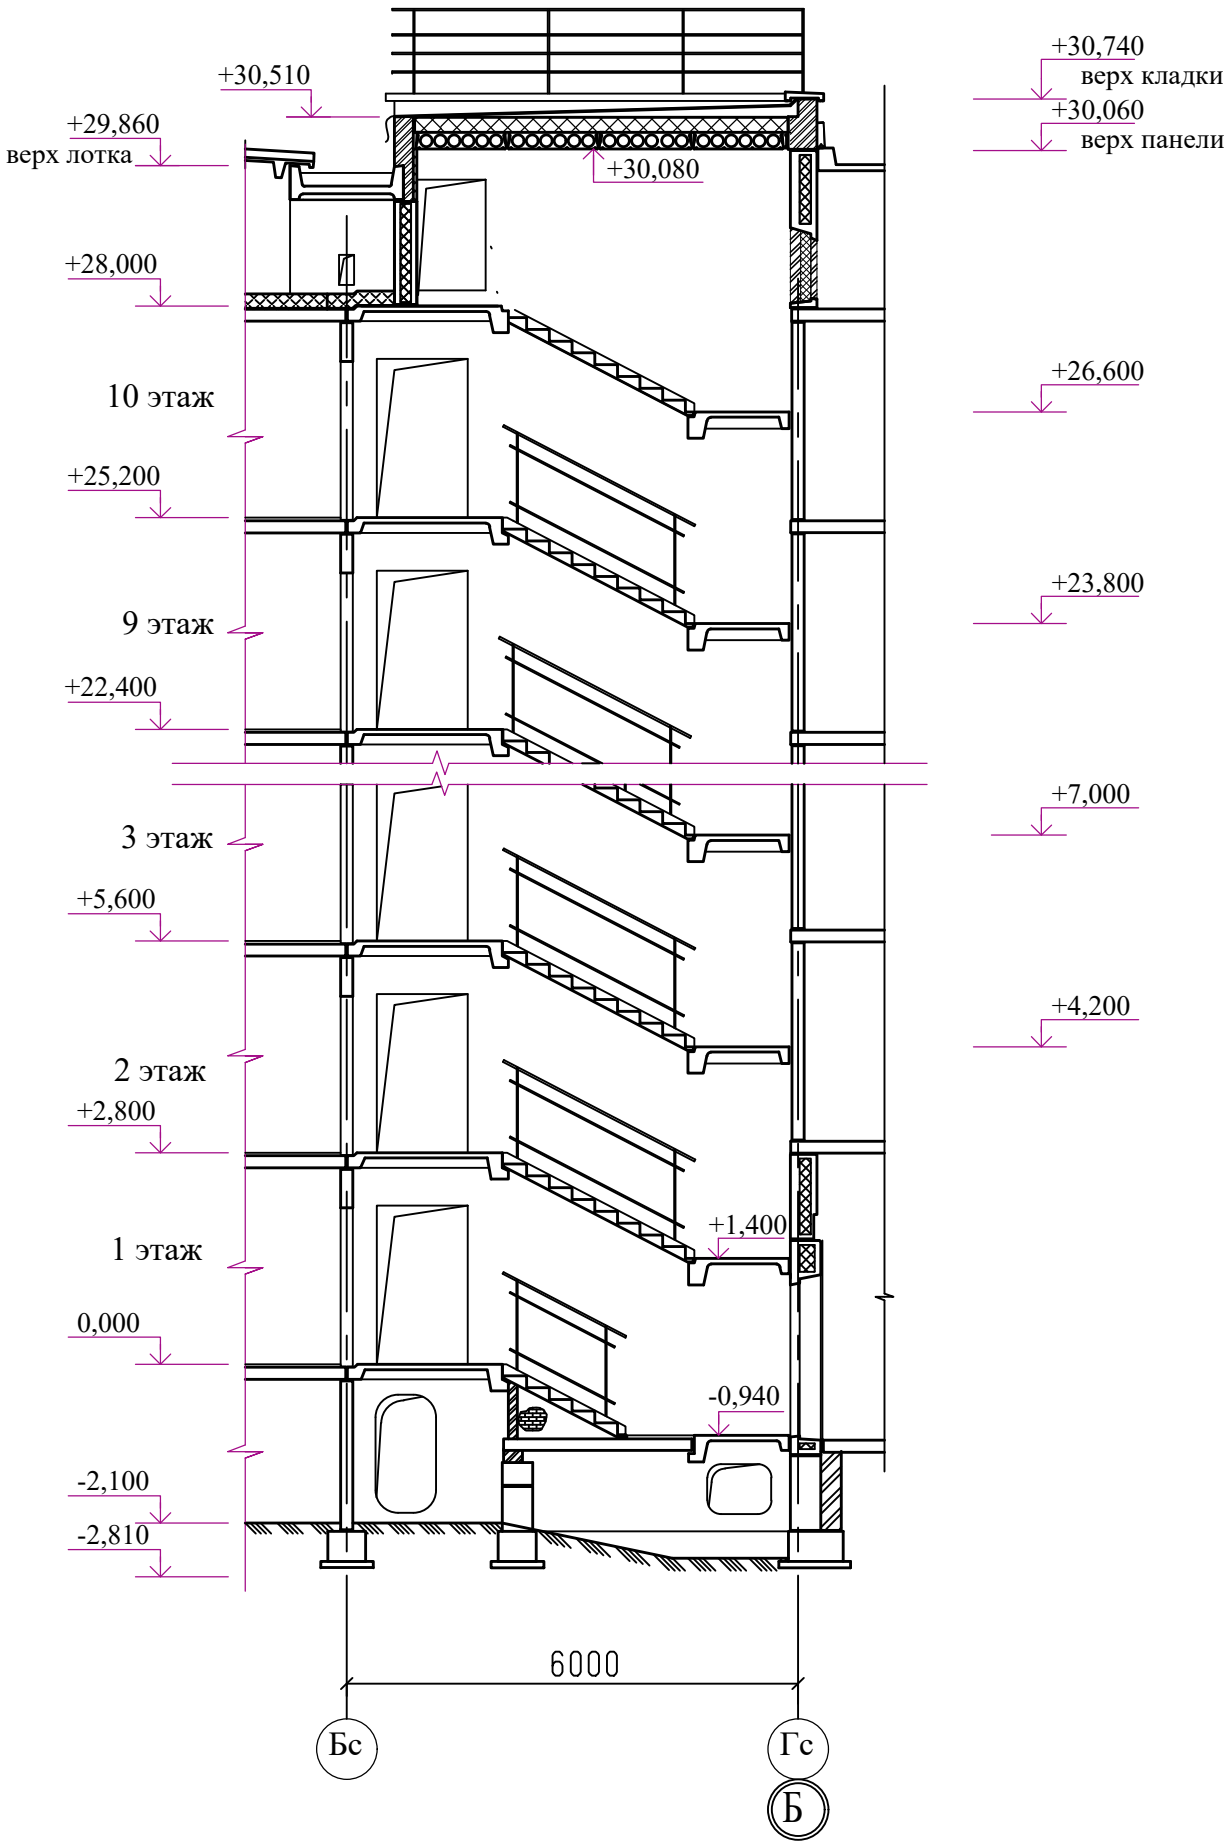 +30,740
верх кладки
+30,510
+30,060
верх панели
+29,860
верх лотка
+30,080
+28,000
+26,600
10 этаж
+25,200
+23,800
9 этаж
+22,400
+7,000
3 этаж
+5,600
+4,200
2 этаж
+2,800
+1,400
1 этаж
0,000
-0,940
-2,100
-2,810
6000
Бс
Гс
Б